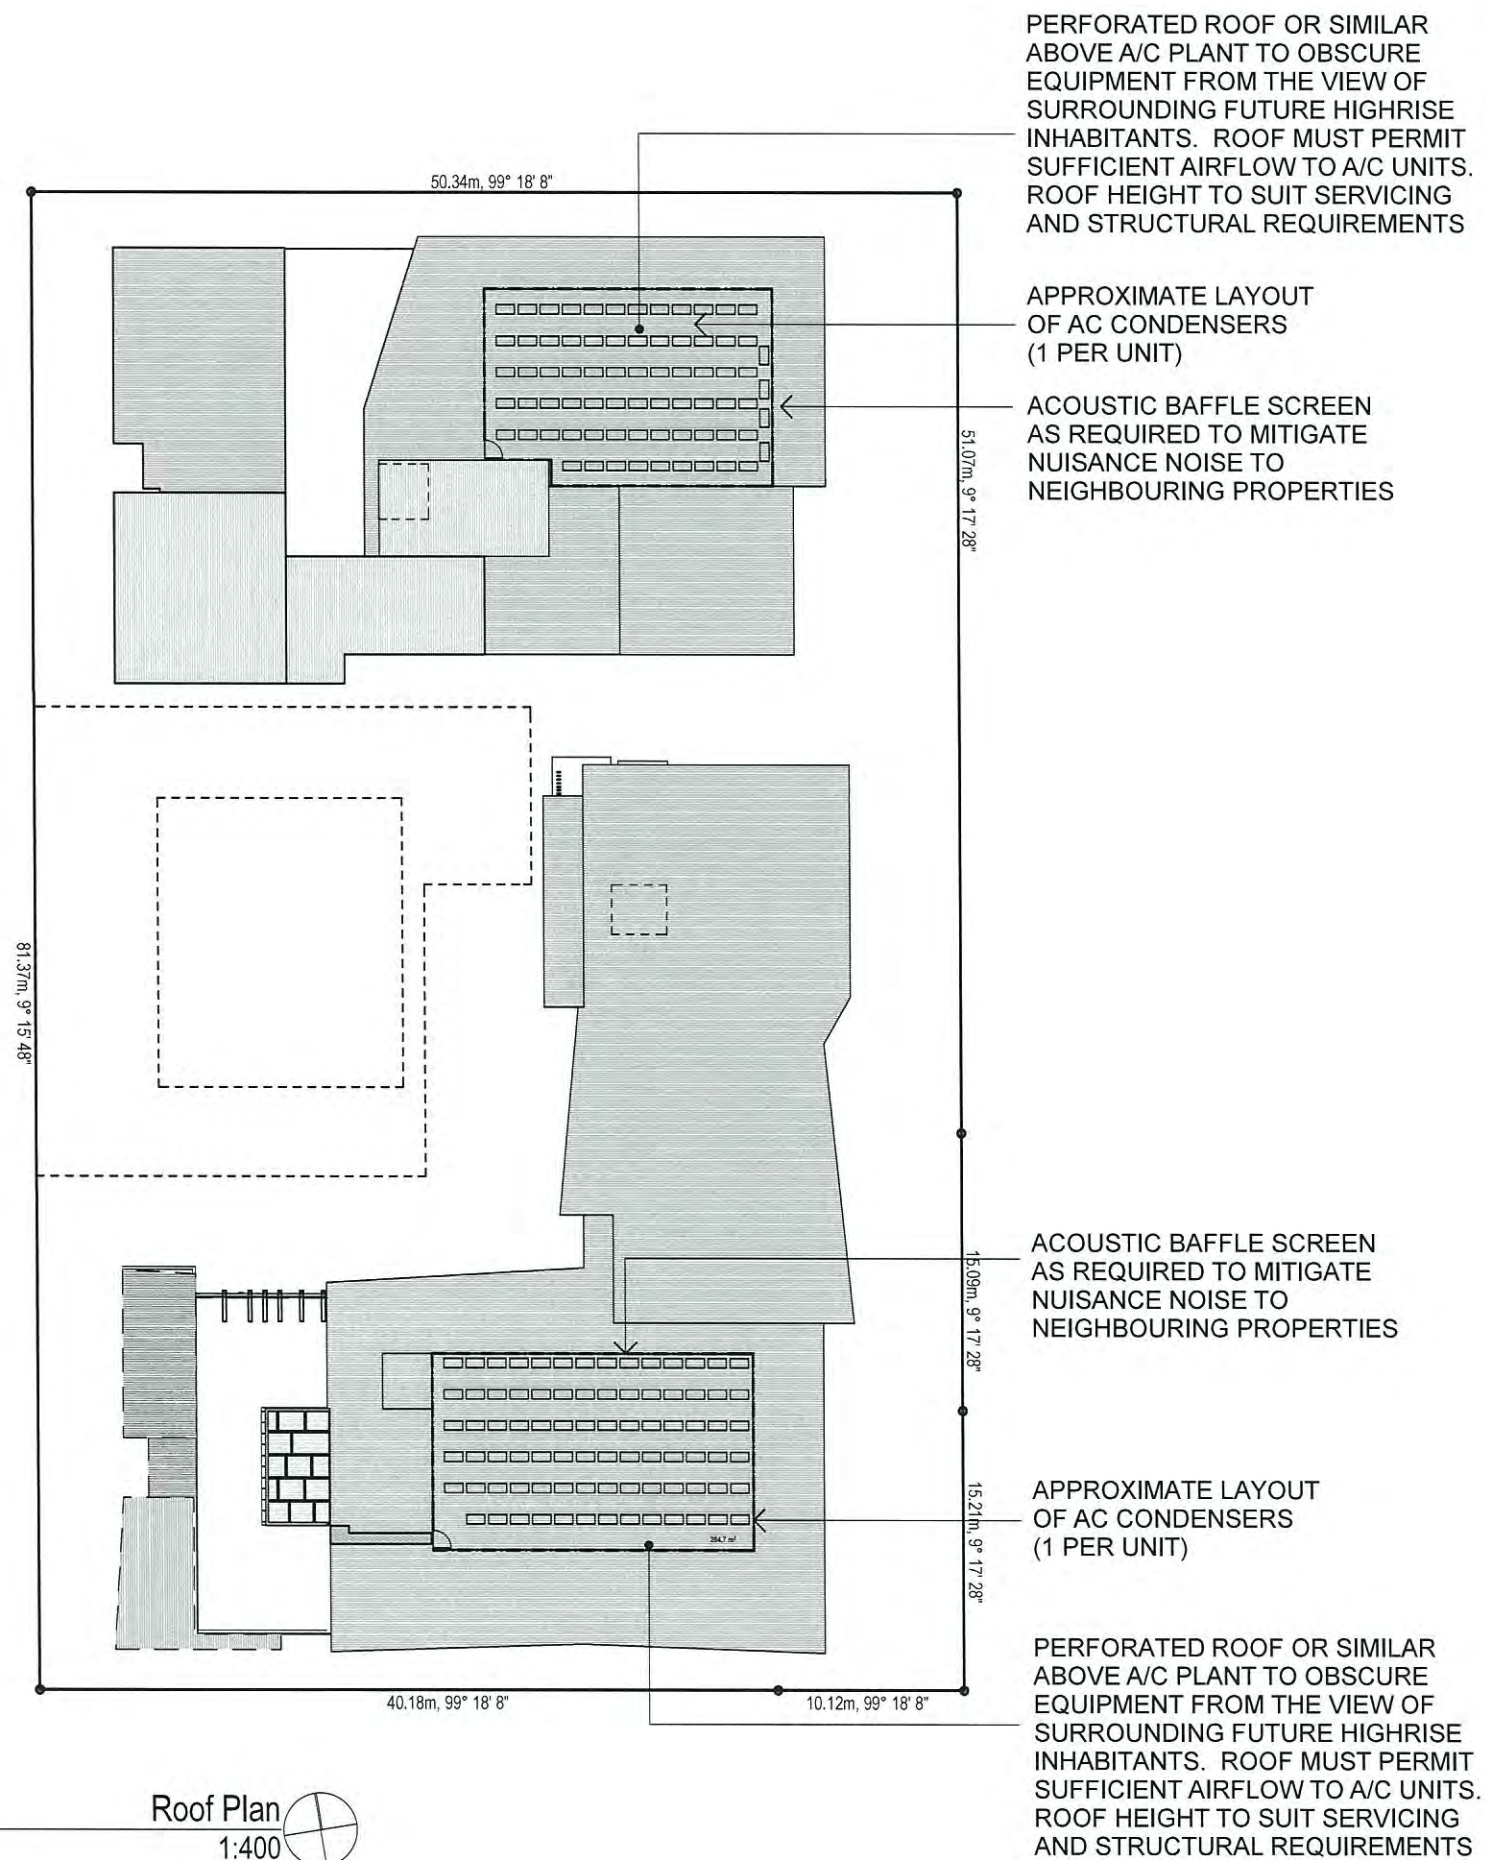 PERFORATED ROOF OR SIMILAR
ABOVE A/C PLANT TO OBSCURE
EQUIPMENT FROM THE VIEW OF
SURROUNDING FUTURE HIGHRISE
INHABITANTS. ROOF MUST PERMIT
SUFFICIENT AIRFLOW TO A/C UNITS.
ROOF HEIGHT TO SUIT SERVICING
AND STRUCTURAL REQUIREMENTS
50.34m, 99° 18' 8"
APPROXIMATE LAYOUT
OF AC CONDENSERS
(1 PER UNIT)
ACOUSTIC BAFFLE SCREEN
AS REQUIRED TO MITIGATE
NUISANCE NOISE TO
NEIGHBOURING PROPERTIES
51.07m, 9° 17' 28"
81.37m, 9° 15' 48"
ACOUSTIC BAFFLE SCREEN
AS REQUIRED TO MITIGATE
NUISANCE NOISE TO
NEIGHBOURING PROPERTIES
15.09m, 9° 17' 28"
APPROXIMATE LAYOUT
OF AC CONDENSERS
(1 PER UNIT)
15.21m, 9° 17' 28"
PERFORATED ROOF OR SIMILAR
ABOVE A/C PLANT TO OBSCURE
EQUIPMENT FROM THE VIEW OF
SURROUNDING FUTURE HIGHRISE
INHABITANTS. ROOF MUST PERMIT
SUFFICIENT AIRFLOW TO A/C UNITS.
ROOF HEIGHT TO SUIT SERVICING
AND STRUCTURAL REQUIREMENTS
40.18m, 99° 18' 8"
10.12m, 99° 18' 8"
Roof Plan
1:400